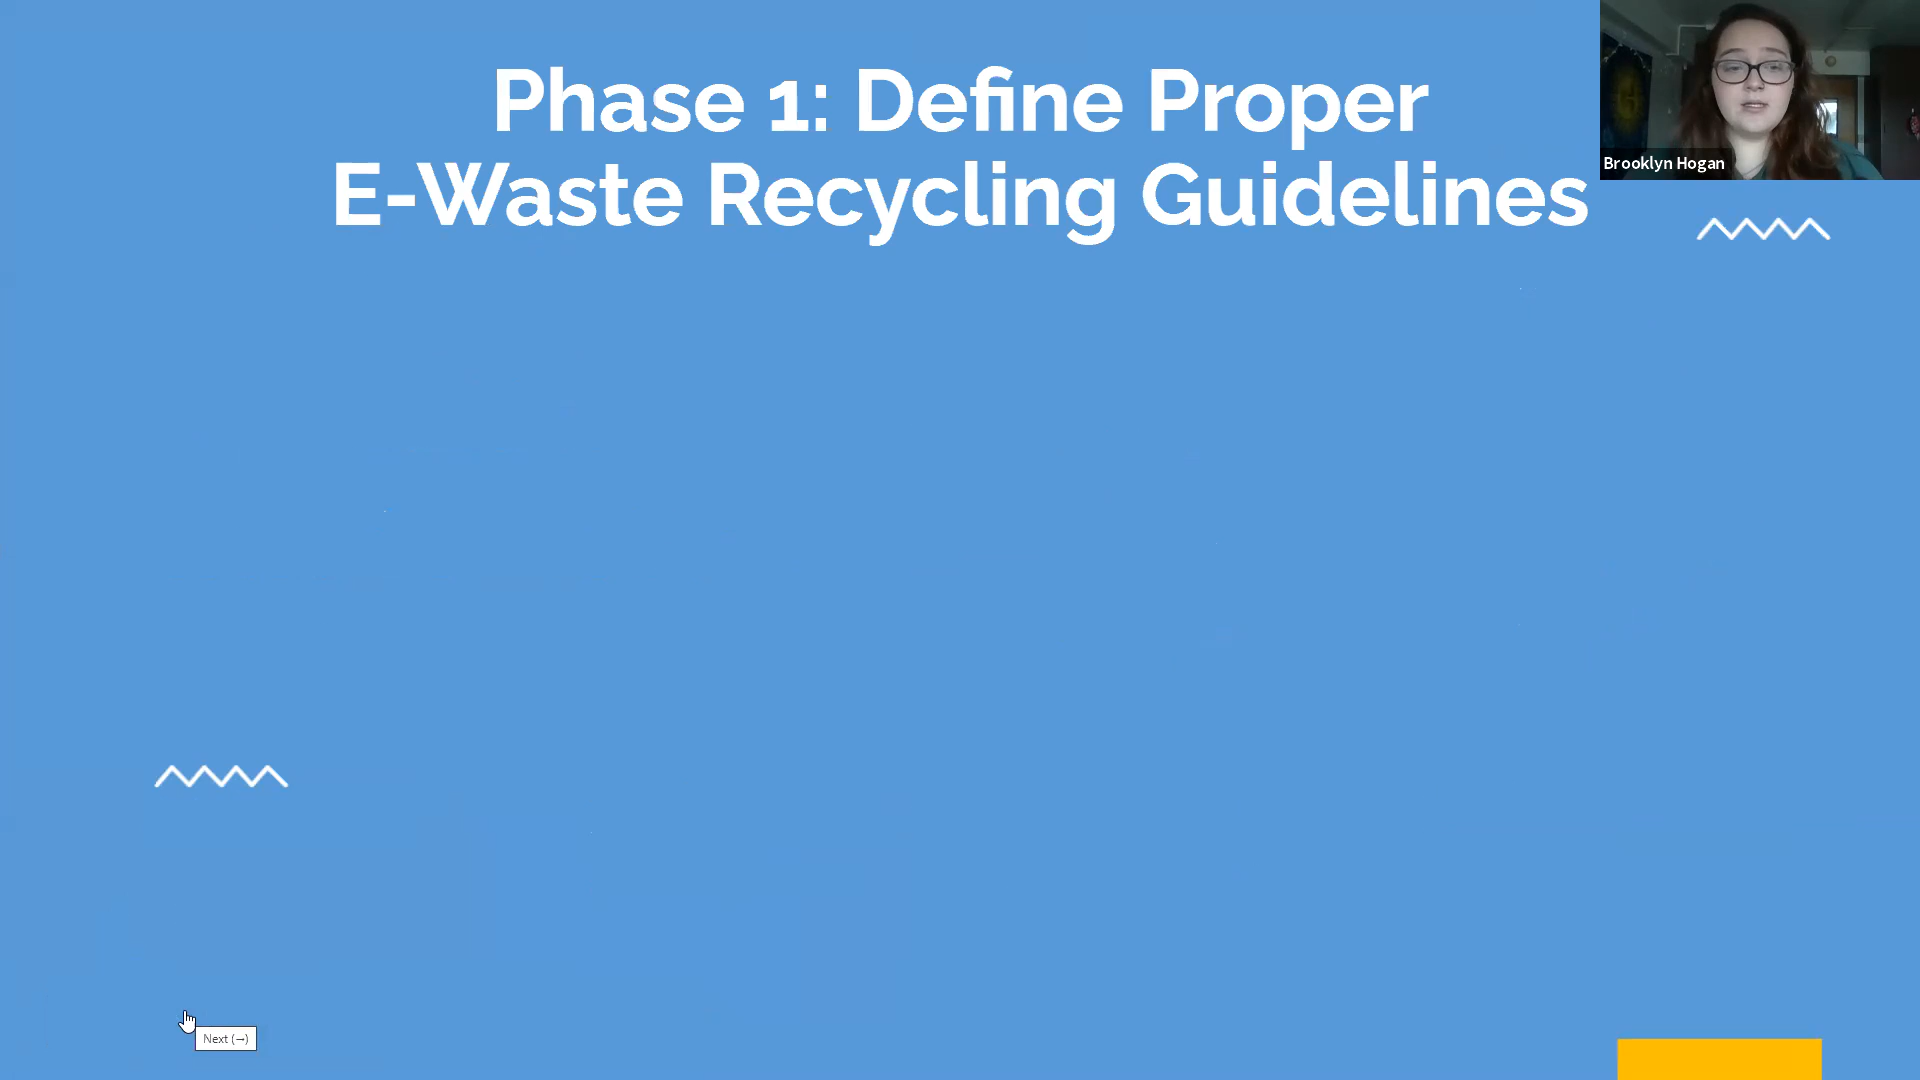 Phase 1: Define Proper
E-Waste Recycling Guidelines
Brooklyn Hogan
Next (→)